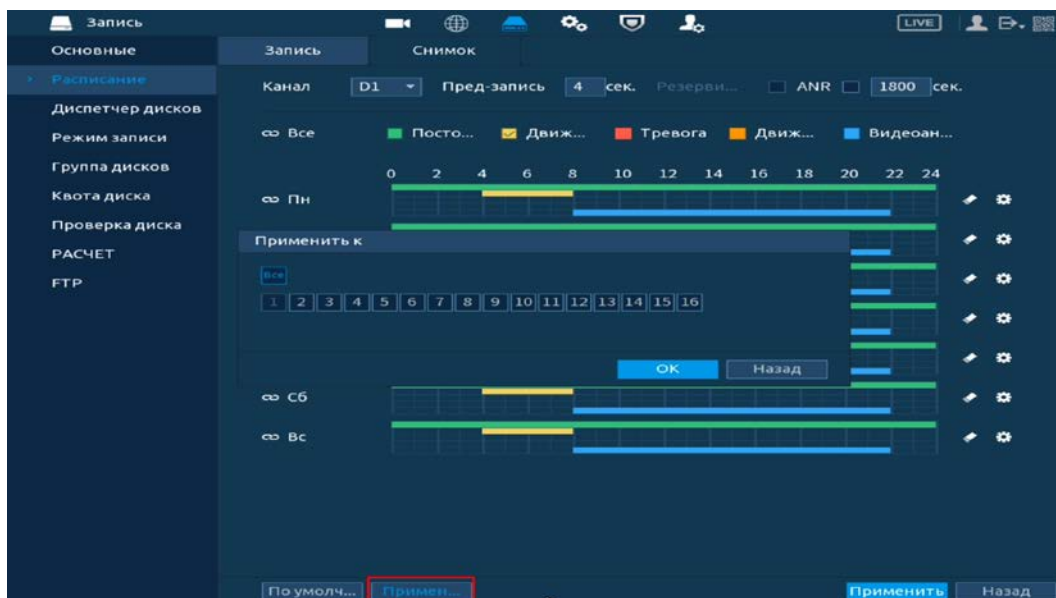 Запись
LIVE
Основные
Расписание
Диспетчер дисков
Режим записи
Группа дисков
Квота диска
Проверка диска
РАСЧЕТ
FTP
Запись Снимок
Канал D1 Пред-запись 4 сек. Резерви... ANR 1800 сек.
Все Посто... Движ... Тревога Движ... Видеоан...
0 2 4 6 8 10 12 14 16 18 20 22 24
Пн
Применить к
Все
1 2 3 4 5 6 7 8 9 10 11 12 13 14 15 16
OK Назад
Сб
Вс
По умолч... Примен... Применить Назад